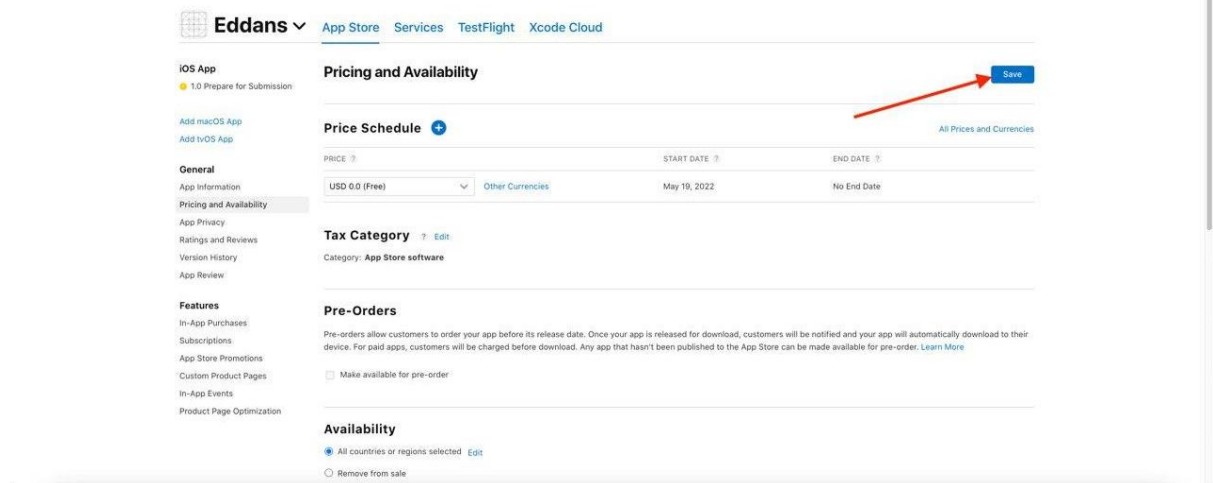 Eddans
App Store Services TestFlight Xcode Cloud
iOS App
1.0 Prepare for Submission
Add macOS App
Add tvOS App
General
App Information
Pricing and Availability
App Privacy
Ratings and Reviews
Version History
App Review
Features
In-App Purchases
Subscriptions
App Store Promotions
Custom Product Pages
In-App Events
Product Page Optimization
Pricing and Availability
Save
Price Schedule
All Prices and Currencies
PRICE ? START DATE ? END DATE ?
USD 0.0 (Free) Other Currencies May 19, 2022 No End Date
Tax Category ? Edit
Category: App Store software
Pre-Orders
Pre-orders allow customers to order your app before its release date. Once your app is released for download, customers will be notified and your app will automatically download to their
device. For paid apps, customers will be charged before download. Any app that hasn't been published to the App Store can be made available for pre-order. Learn More
Make available for pre-order
Availability
All countries or regions selected Edit
Remove from sale